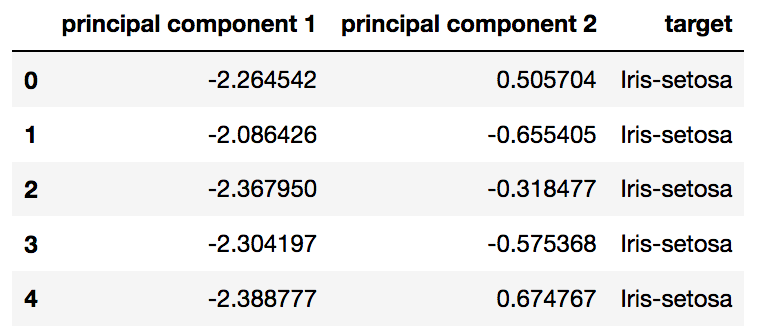 principal component 1 principal component 2 target
0 -2.264542 0.505704 Iris-setosa
1 -2.086426 -0.655405 Iris-setosa
2 -2.367950 -0.318477 Iris-setosa
3 -2.304197 -0.575368 Iris-setosa
4 -2.388777 0.674767 Iris-setosa